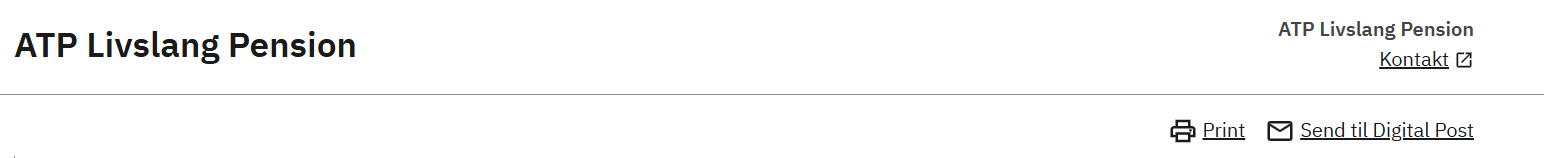 ATP Livslang Pension
ATP Livslang Pension
Kontakt
Print Send til Digital Post